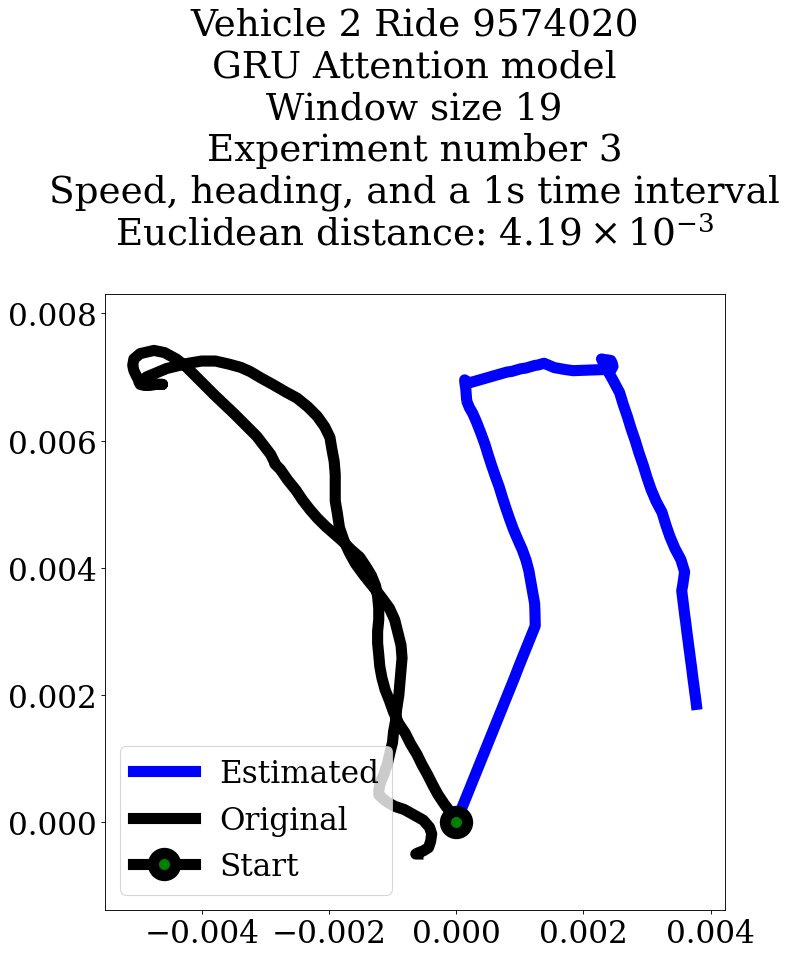 Vehicle 2 Ride 9574020
GRU Attention model
Window size 19
Experiment number 3
Speed, heading, and a 1s time interval
Euclidean distance: 4.19 × 10⁻³
0.008
0.006
0.004
0.002
0.000
Estimated
Original
Start
−0.004 −0.002 0.000 0.002 0.004